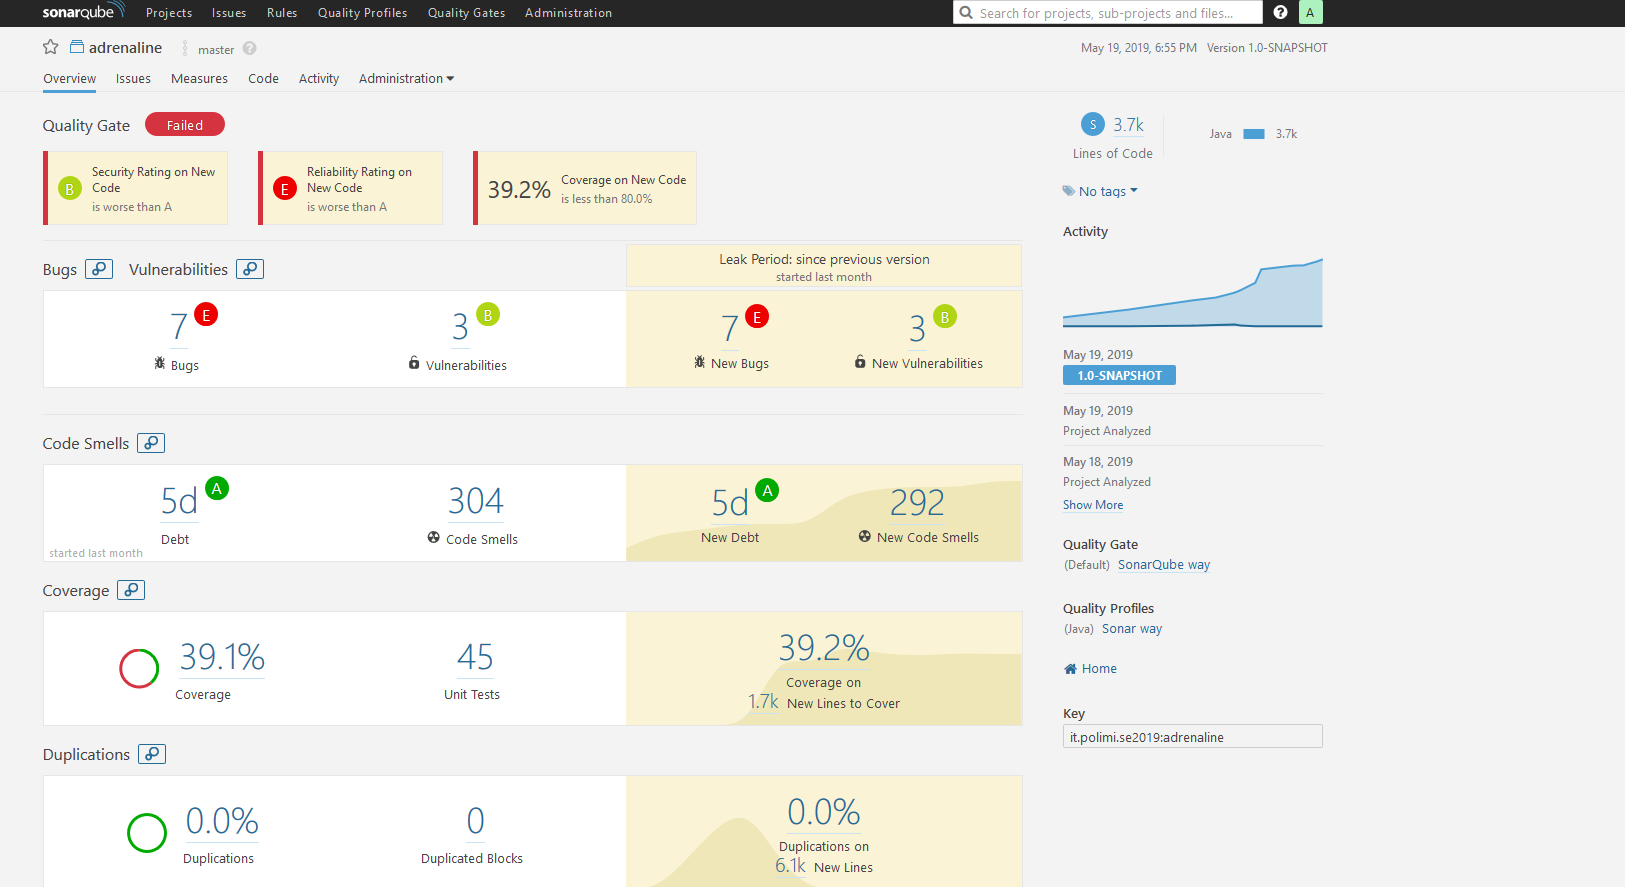 sonarqube Projects Issues Rules Quality Profiles Quality Gates Administration Search for projects, sub-projects and files... ? A
adrenaline master ? May 19, 2019, 6:55 PM Version 1.0-SNAPSHOT
Overview Issues Measures Code Activity Administration
Quality Gate Failed
B Security Rating on New Code
is worse than A
E Reliability Rating on New Code
is worse than A
39.2% Coverage on New Code
is less than 80.0%
Bugs Vulnerabilities
Leak Period: since previous version
started last month
7 E
Bugs
3 B
Vulnerabilities
7 E
New Bugs
3 B
New Vulnerabilities
Code Smells
5d A
Debt
started last month
304
Code Smells
5d A
New Debt
292
New Code Smells
Coverage
39.1%
Coverage
45
Unit Tests
39.2%
Coverage on
1.7k New Lines to Cover
Duplications
0.0%
Duplications
0
Duplicated Blocks
0.0%
Duplications on
6.1k New Lines
S 3.7k
Lines of Code
Java 3.7k
No tags
Activity
May 19, 2019
1.0-SNAPSHOT
May 19, 2019
Project Analyzed
May 18, 2019
Project Analyzed
Show More
Quality Gate
(Default) SonarQube way
Quality Profiles
(Java) Sonar way
Home
Key
it.polimi.se2019:adrenaline